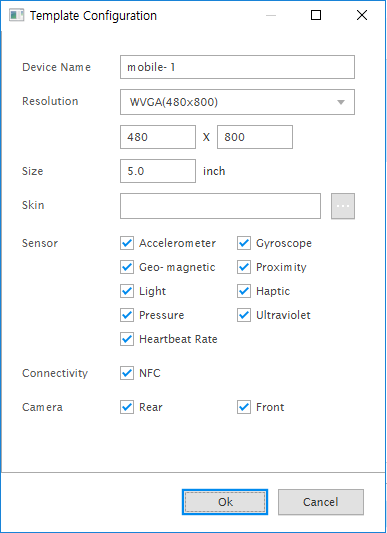 Template Configuration
Device Name mobile- 1
Resolution WVGA(480x800)
480 X 800
Size 5.0 inch
Skin ...
Sensor Accelerometer Gyroscope
Geo- magnetic Proximity
Light Haptic
Pressure Ultraviolet
Heartbeat Rate
Connectivity NFC
Camera Rear Front
Ok Cancel